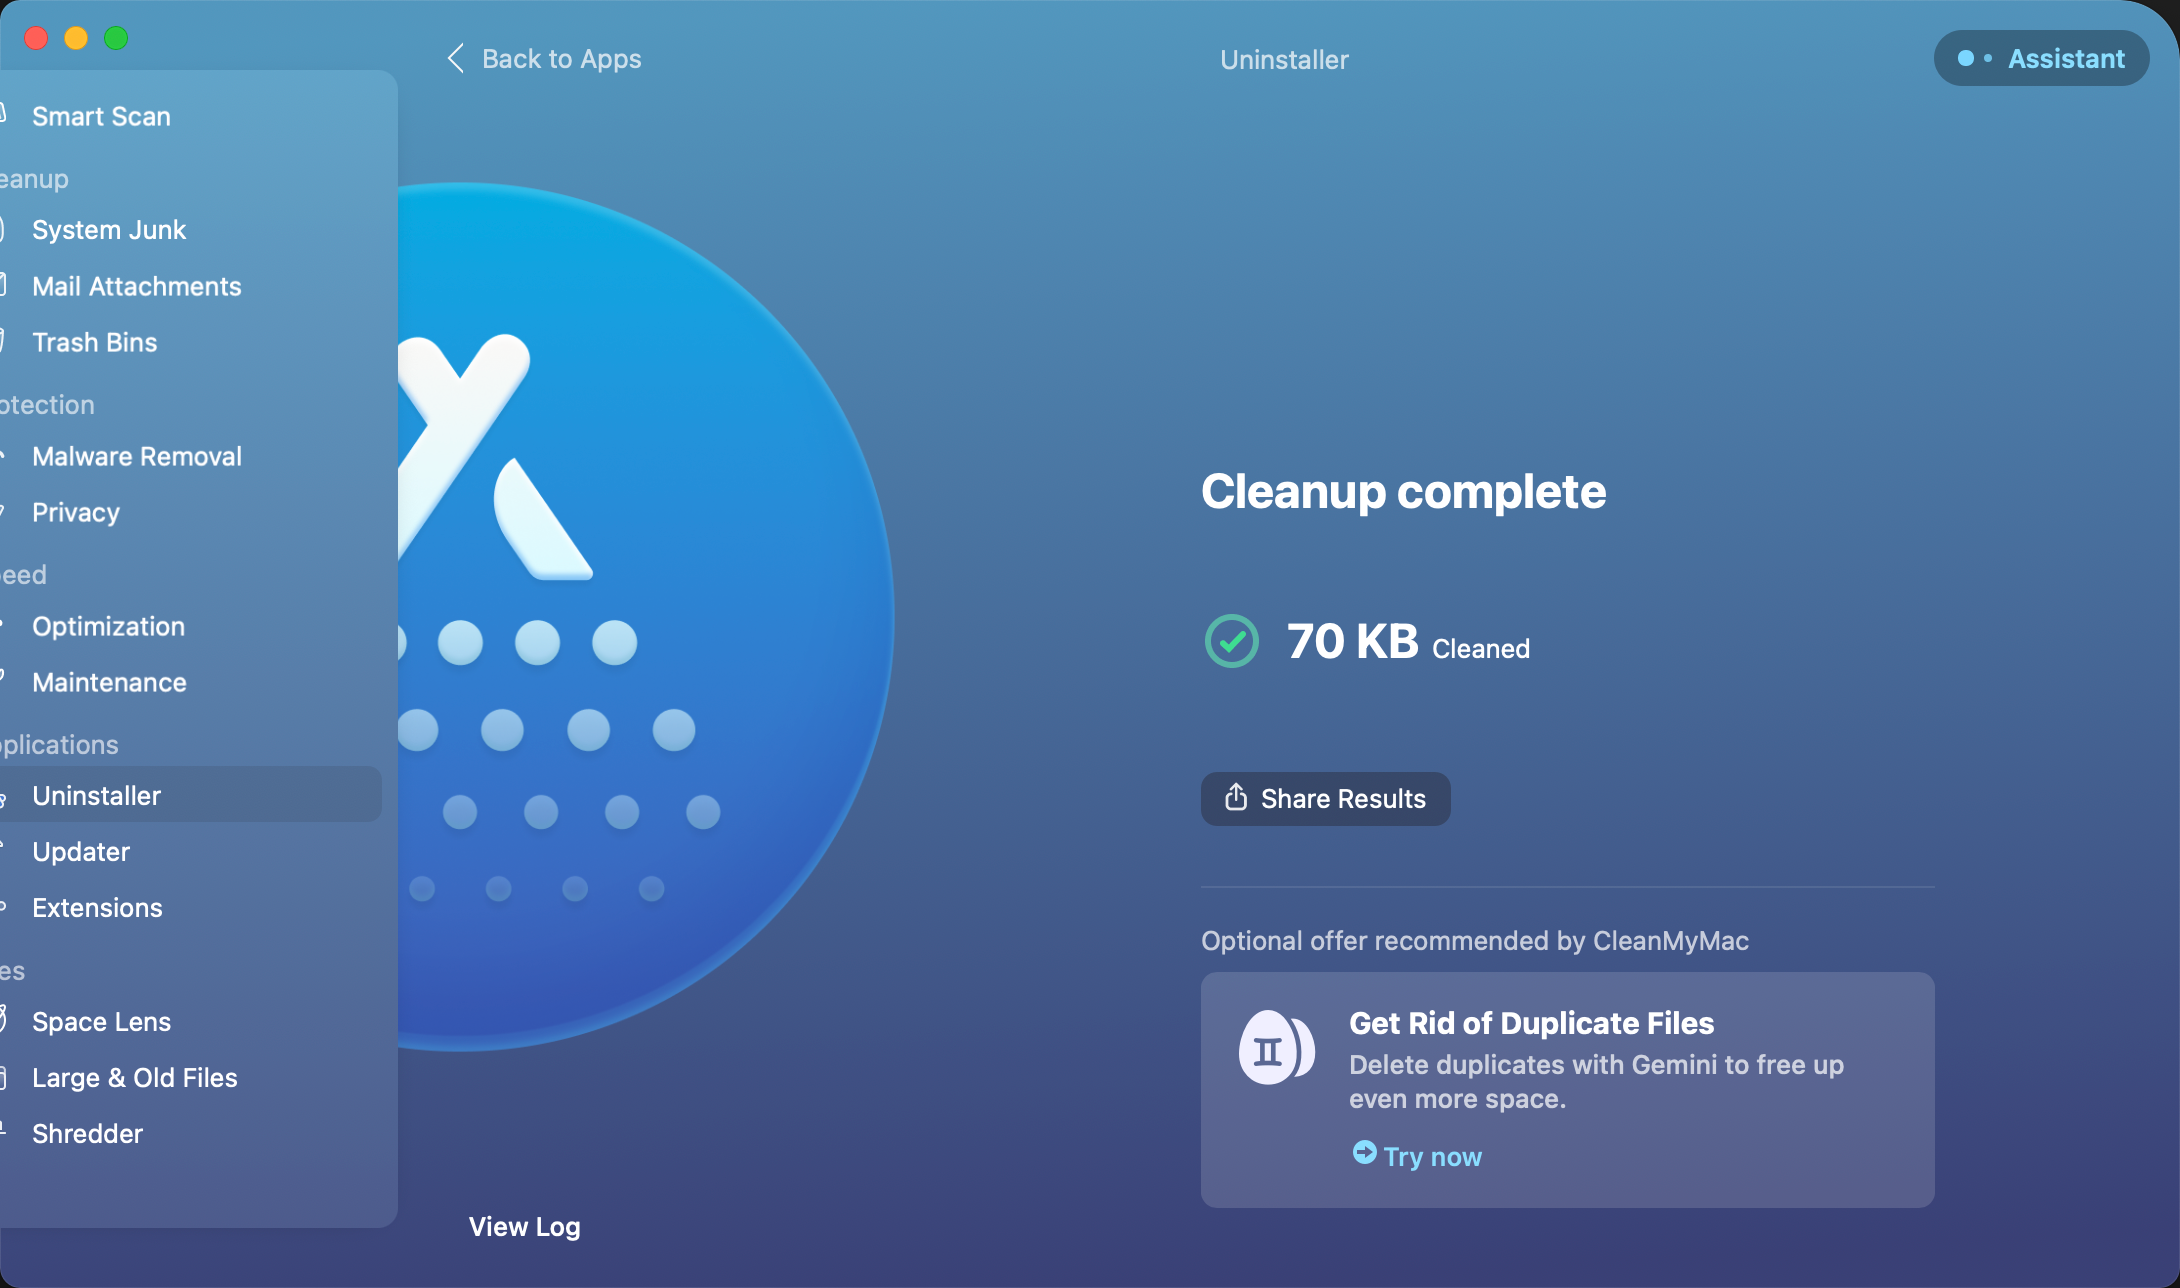 Back to Apps
Uninstaller
Assistant
Smart Scan
eanup
System Junk
Mail Attachments
Trash Bins
otection
Malware Removal
Privacy
eed
Optimization
Maintenance
plications
Uninstaller
Updater
Extensions
es
Space Lens
Large & Old Files
Shredder
Cleanup complete
70 KB Cleaned
Share Results
Optional offer recommended by CleanMyMac
Get Rid of Duplicate Files
Delete duplicates with Gemini to free up
even more space.
Try now
View Log